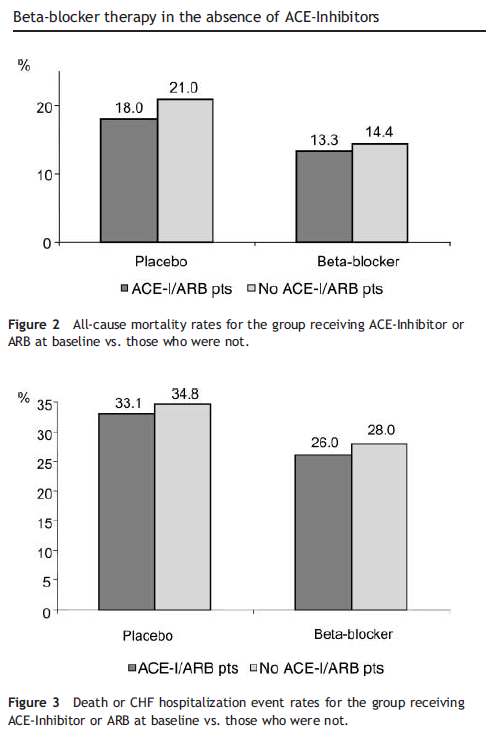 Beta-blocker therapy in the absence of ACE-Inhibitors
%
21.0
18.0
20
13.3
14.4
10
0
Placebo
Beta-blocker
ACE-I/ARB pts
No ACE-I/ARB pts
Figure 2 All-cause mortality rates for the group receiving ACE-Inhibitor or
ARB at baseline vs. those who were not.
%
35
33.1
34.8
30
26.0
28.0
25
20
15
10
5
0
Placebo
Beta-blocker
ACE-I/ARB pts
No ACE-I/ARB pts
Figure 3 Death or CHF hospitalization event rates for the group receiving
ACE-Inhibitor or ARB at baseline vs. those who were not.